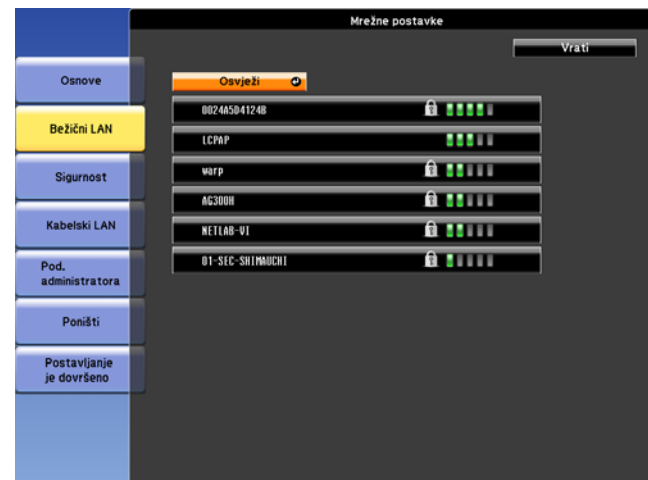 Mrežne postavke
Vrati
Osnove
Bežični LAN
Sigurnost
Kabelski LAN
Pod.
administratora
Poništi
Postavljanje
je dovršeno
Osvježi
0024A5D4124B
LCPAP
warp
AG300H
NETLAB-VI
01-SEC-SHIMAUCHI